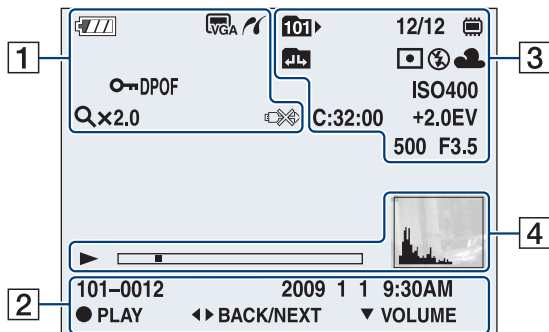 VGA 101 12/12
1 DPOF 3
ISO400
×2.0 C:32:00 +2.0EV
500 F3.5
4
101–0012 2009 1 1 9:30AM
2 PLAY BACK/NEXT VOLUME